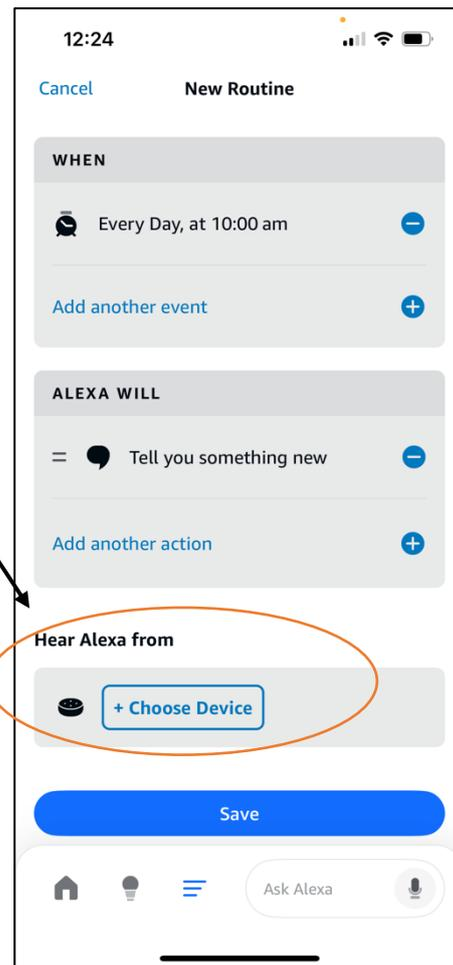 12:24
Cancel New Routine
WHEN
Every Day, at 10:00 am
Add another event
ALEXA WILL
Tell you something new
Add another action
Hear Alexa from
+ Choose Device
Save
Ask Alexa